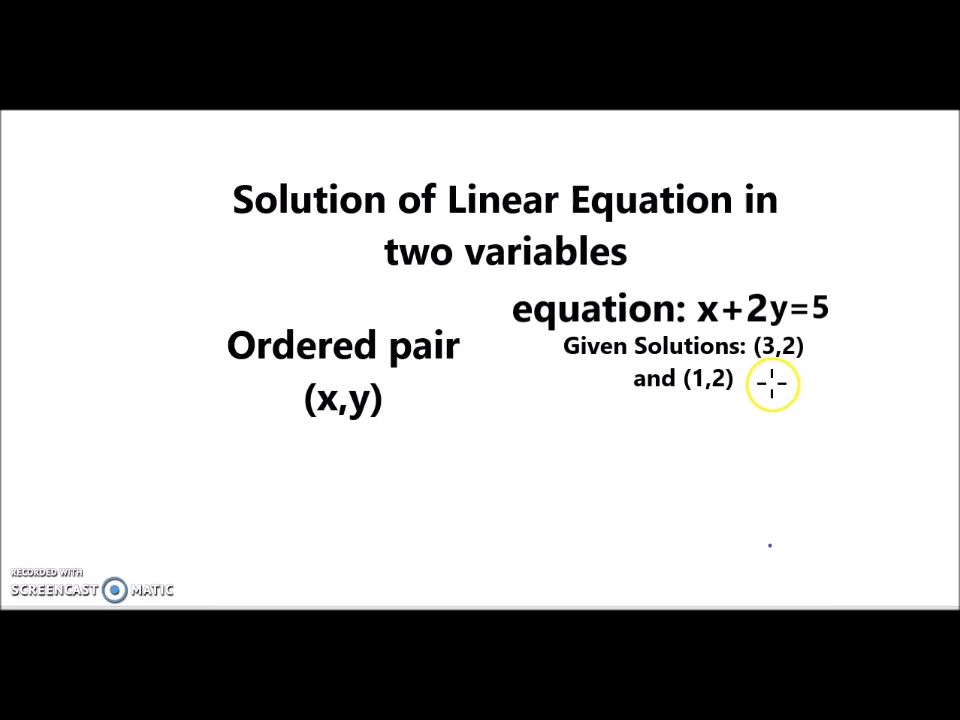 Solution of Linear Equation in
two variables
equation: x+2y=5
Ordered pair
(x,y)
Given Solutions: (3,2)
and (1,2)
RECORDED WITH
SCREENCAST MATIC